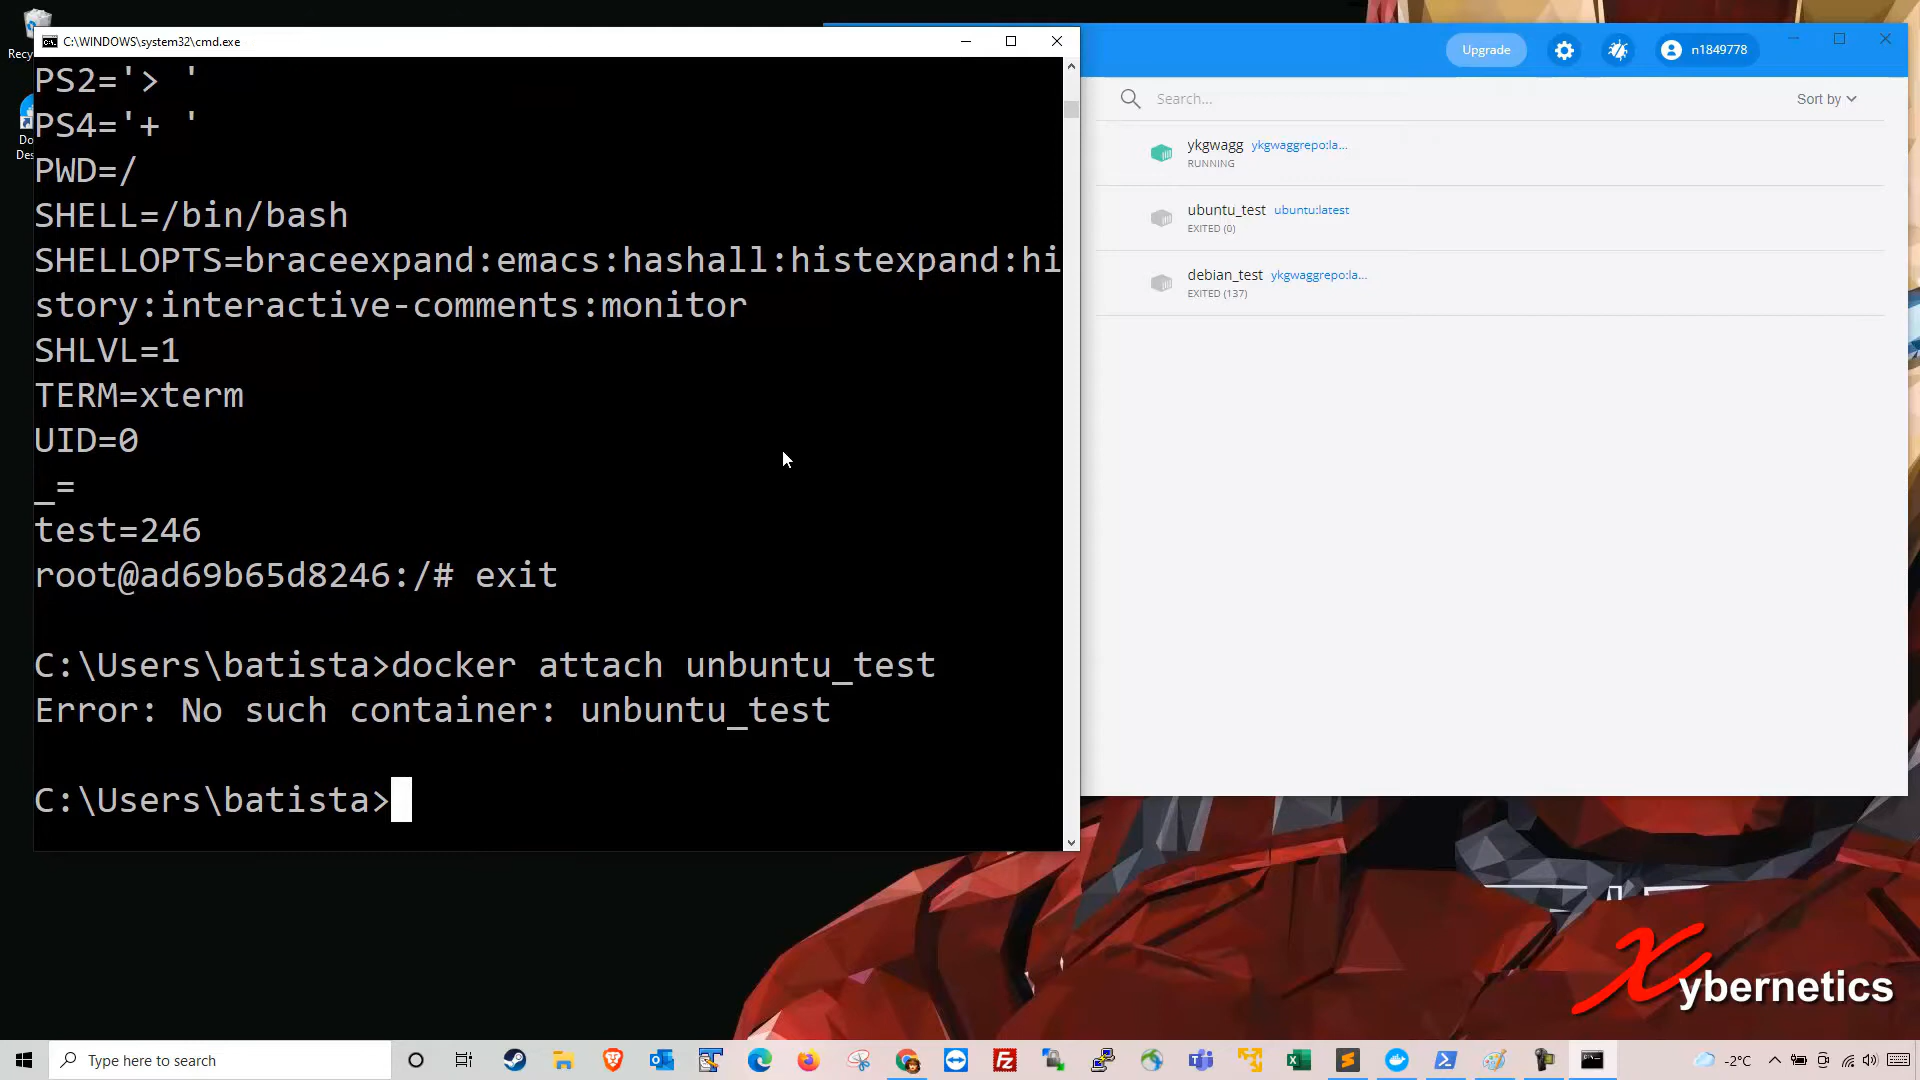 Recy
Do
Des
C:\WINDOWS\system32\cmd.exe
PS2='> '
PS4='+ '
PWD=/
SHELL=/bin/bash
SHELLOPTS=braceexpand:emacs:hashall:histexpand:hi
story:interactive-comments:monitor
SHLVL=1
TERM=xterm
UID=0
_=
test=246
root@ad69b65d8246:/# exit
C:\Users\batista>docker attach unbuntu_test
Error: No such container: unbuntu_test
C:\Users\batista>
Upgrade
n1849778
Search...
Sort by
ykgwagg ykgwaggrepo:la...
RUNNING
ubuntu_test ubuntu:latest
EXITED (0)
debian_test ykgwaggrepo:la...
EXITED (137)
Xybernetics
Type here to search
-2°C